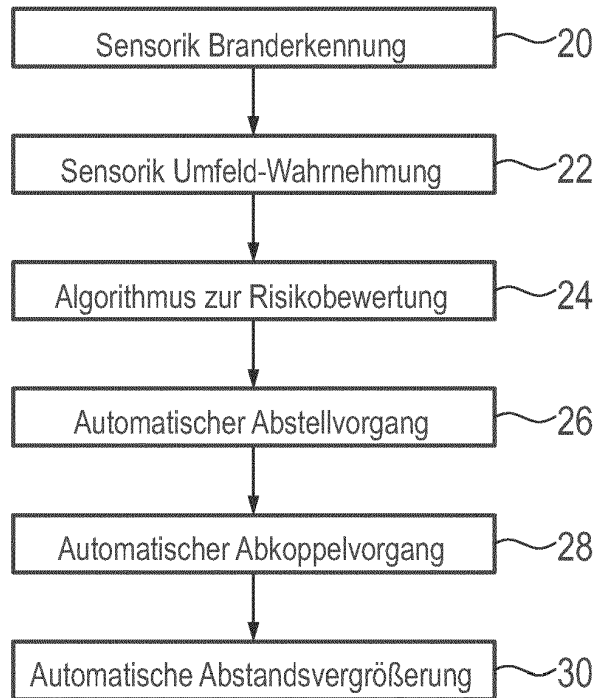 Sensorik Branderkennung 20
Sensorik Umfeld-Wahrnehmung 22
Algorithmus zur Risikobewertung 24
Automatischer Abstellvorgang 26
Automatischer Abkoppelvorgang 28
Automatische Abstandsvergrößerung 30